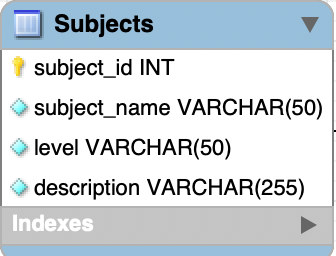 Subjects
subject_id INT
subject_name VARCHAR(50)
level VARCHAR(50)
description VARCHAR(255)
Indexes